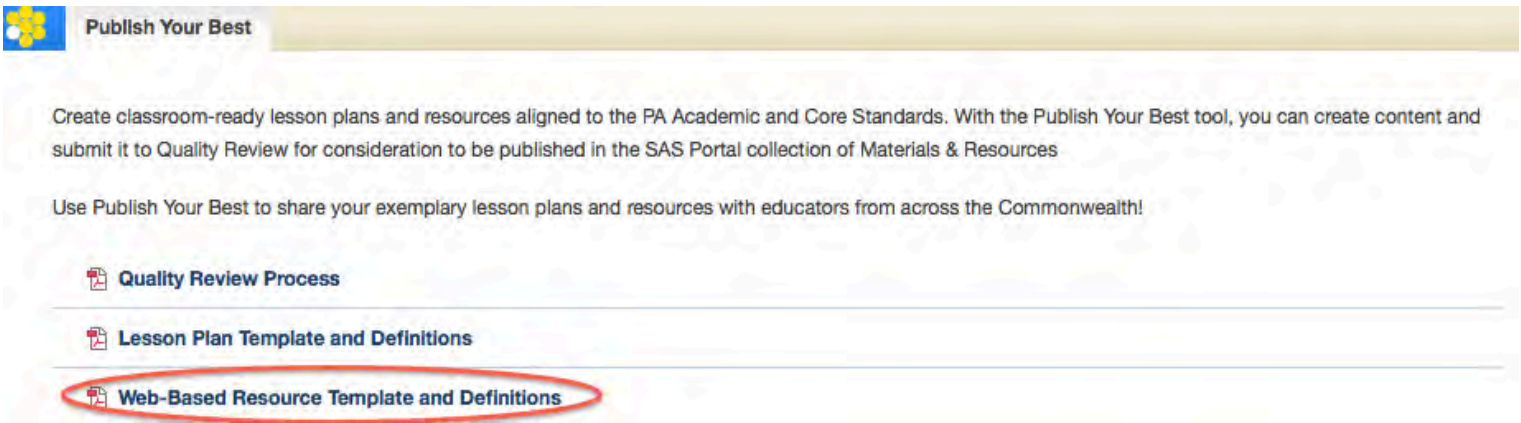 Publish Your Best
Create classroom-ready lesson plans and resources aligned to the PA Academic and Core Standards. With the Publish Your Best tool, you can create content and
submit it to Quality Review for consideration to be published in the SAS Portal collection of Materials & Resources
Use Publish Your Best to share your exemplary lesson plans and resources with educators from across the Commonwealth!
Quality Review Process
Lesson Plan Template and Definitions
Web-Based Resource Template and Definitions